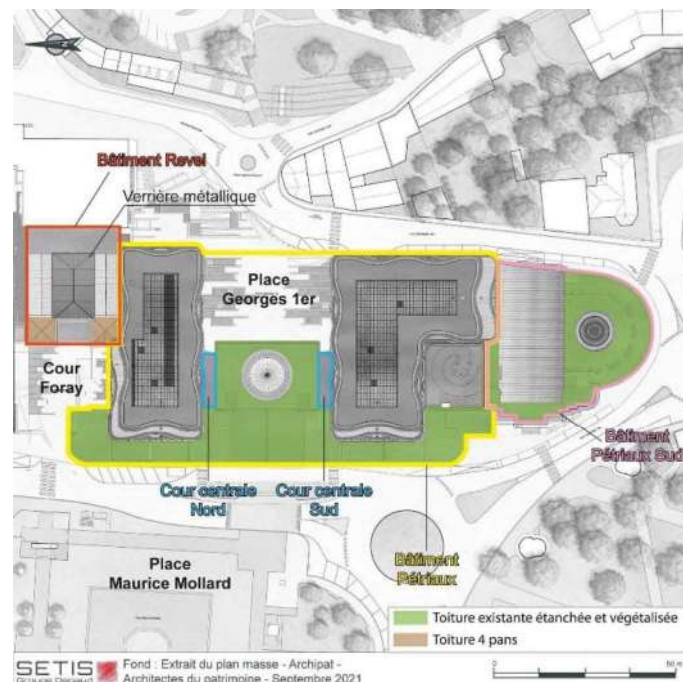 Bâtiment Revel
Verrière métallique
Place
Georges 1er
Cour
Foray
Bâtiment
Pétriaux Sud
Cour centrale
Nord
Cour centrale
Sud
Bâtiment
Pétriaux
Place
Maurice Mollard
Toiture existante étanchée et végétalisée
Toiture 4 pans
SETIS
Fond : Extrait du plan masse - Archipat -
Architectes du patrimoine - Septembre 2021
0